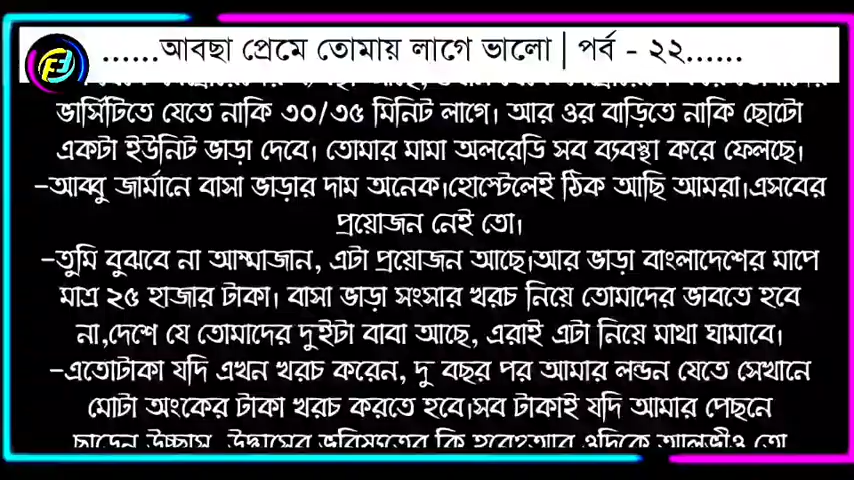 ......আবছা প্রেমে তোমায় লাগে ভালো | পর্ব - ২২......
ভার্সিটিতে যেতে নাকি ৩০/৩৫ মিনিট লাগে। আর ওর বাড়িতে নাকি ছোটো
একটা ইউনিট ভাড়া দেবে। তোমার মামা অলরেডি সব ব্যবস্থা করে ফেলছে।
-আব্বু জার্মানে বাসা ভাড়ার দাম অনেক।হোস্টেলেই ঠিক আছি আমরা।এসবের
প্রয়োজন নেই তো।
-তুমি বুঝবে না আম্মাজান, এটা প্রয়োজন আছে।আর ভাড়া বাংলাদেশের মাপে
মাত্র ২৫ হাজার টাকা। বাসা ভাড়া সংসার খরচ নিয়ে তোমাদের ভাবতে হবে
না,দেশে যে তোমাদের দুইটা বাবা আছে, এরাই এটা নিয়ে মাথা ঘামাবে।
-এতোটাকা যদি এখন খরচ করেন, দু বছর পর আমার লন্ডন যেতে সেখানে
মোটা অংকের টাকা খরচ করতে হবে।সব টাকাই যদি আমার পেছনে